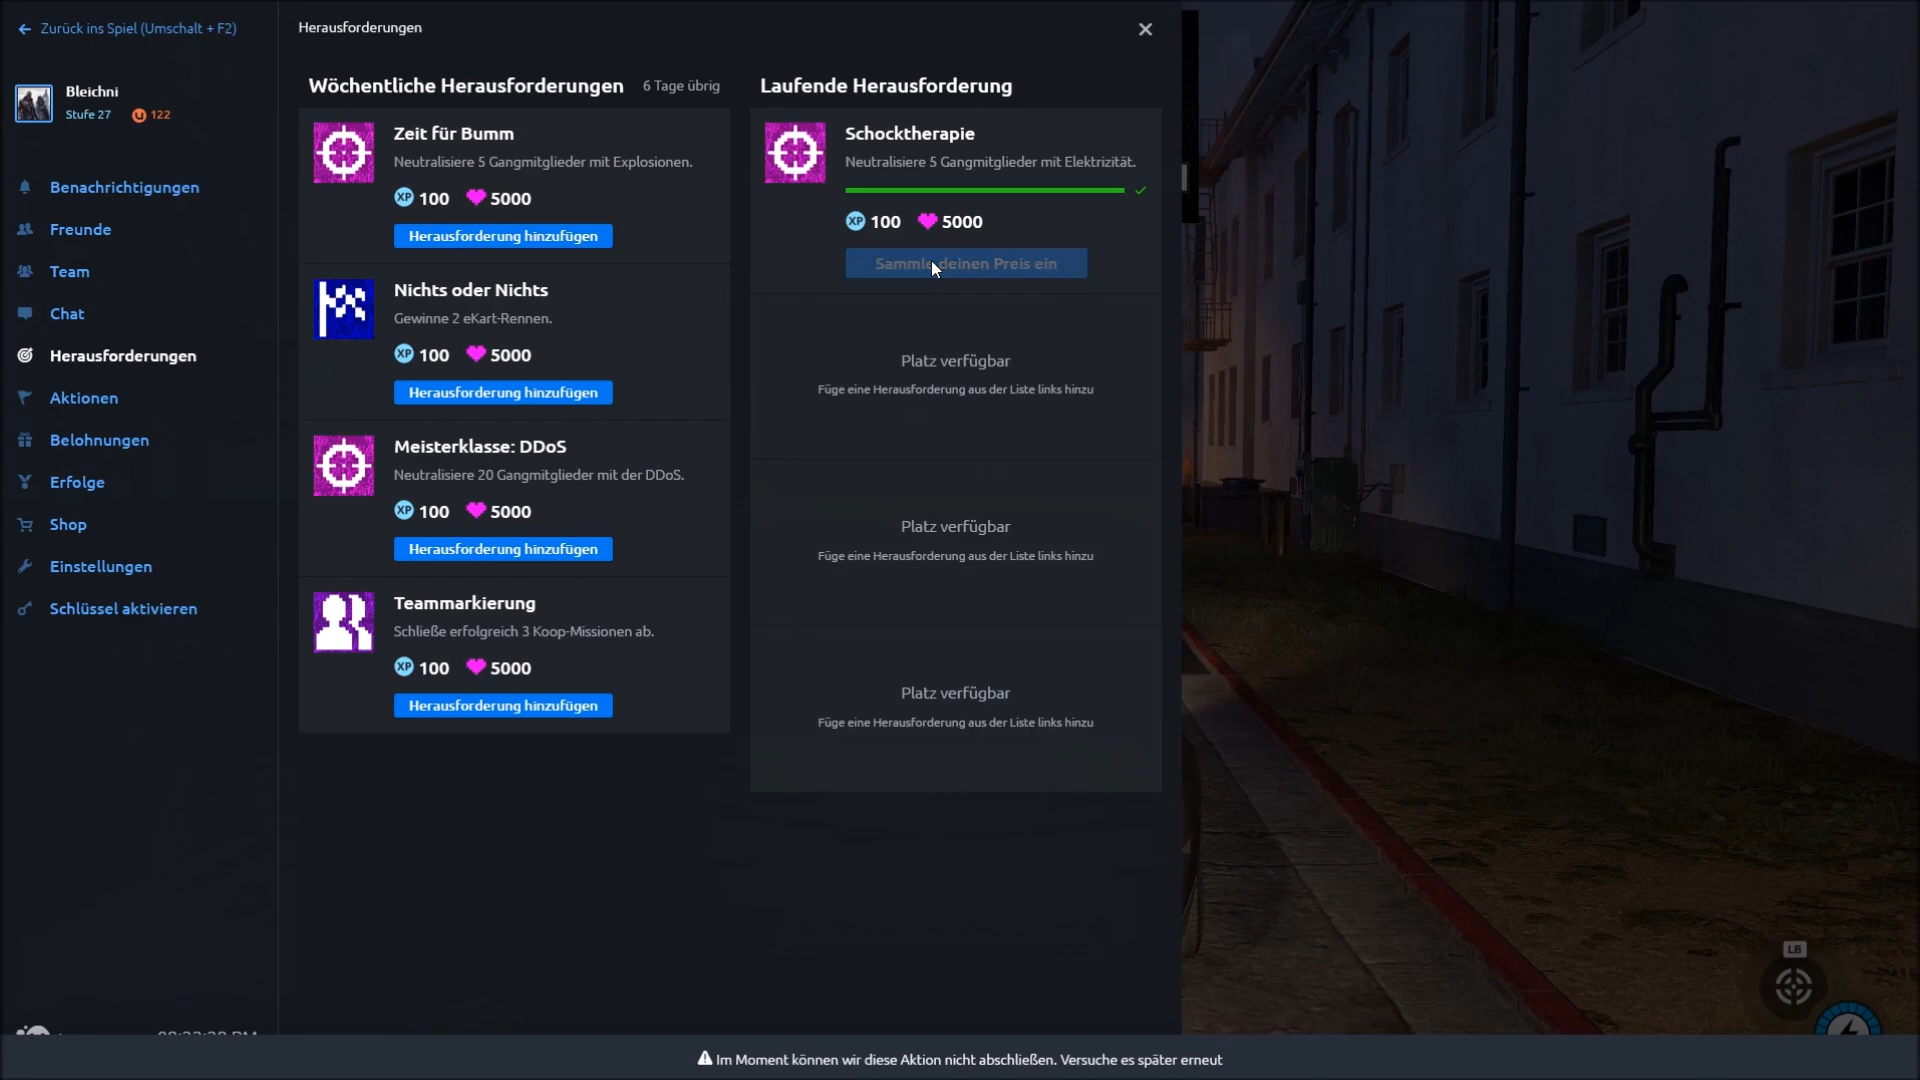 Zurück ins Spiel (Umschalt + F2)
Bleichni
Stufe 27 122
Benachrichtigungen
Freunde
Team
Chat
Herausforderungen
Aktionen
Belohnungen
Erfolge
Shop
Einstellungen
Schlüssel aktivieren
Herausforderungen
Wöchentliche Herausforderungen 6 Tage übrig
Zeit für Bumm
Neutralisiere 5 Gangmitglieder mit Explosionen.
XP 100 5000
Herausforderung hinzufügen
Nichts oder Nichts
Gewinne 2 eKart-Rennen.
XP 100 5000
Herausforderung hinzufügen
Meisterklasse: DDoS
Neutralisiere 20 Gangmitglieder mit der DDoS.
XP 100 5000
Herausforderung hinzufügen
Teammarkierung
Schließe erfolgreich 3 Koop-Missionen ab.
XP 100 5000
Herausforderung hinzufügen
Laufende Herausforderung
Schocktherapie
Neutralisiere 5 Gangmitglieder mit Elektrizität.
XP 100 5000
Sammle deinen Preis ein
Platz verfügbar
Füge eine Herausforderung aus der Liste links hinzu
Platz verfügbar
Füge eine Herausforderung aus der Liste links hinzu
Platz verfügbar
Füge eine Herausforderung aus der Liste links hinzu
LB
Im Moment können wir diese Aktion nicht abschließen. Versuche es später erneut